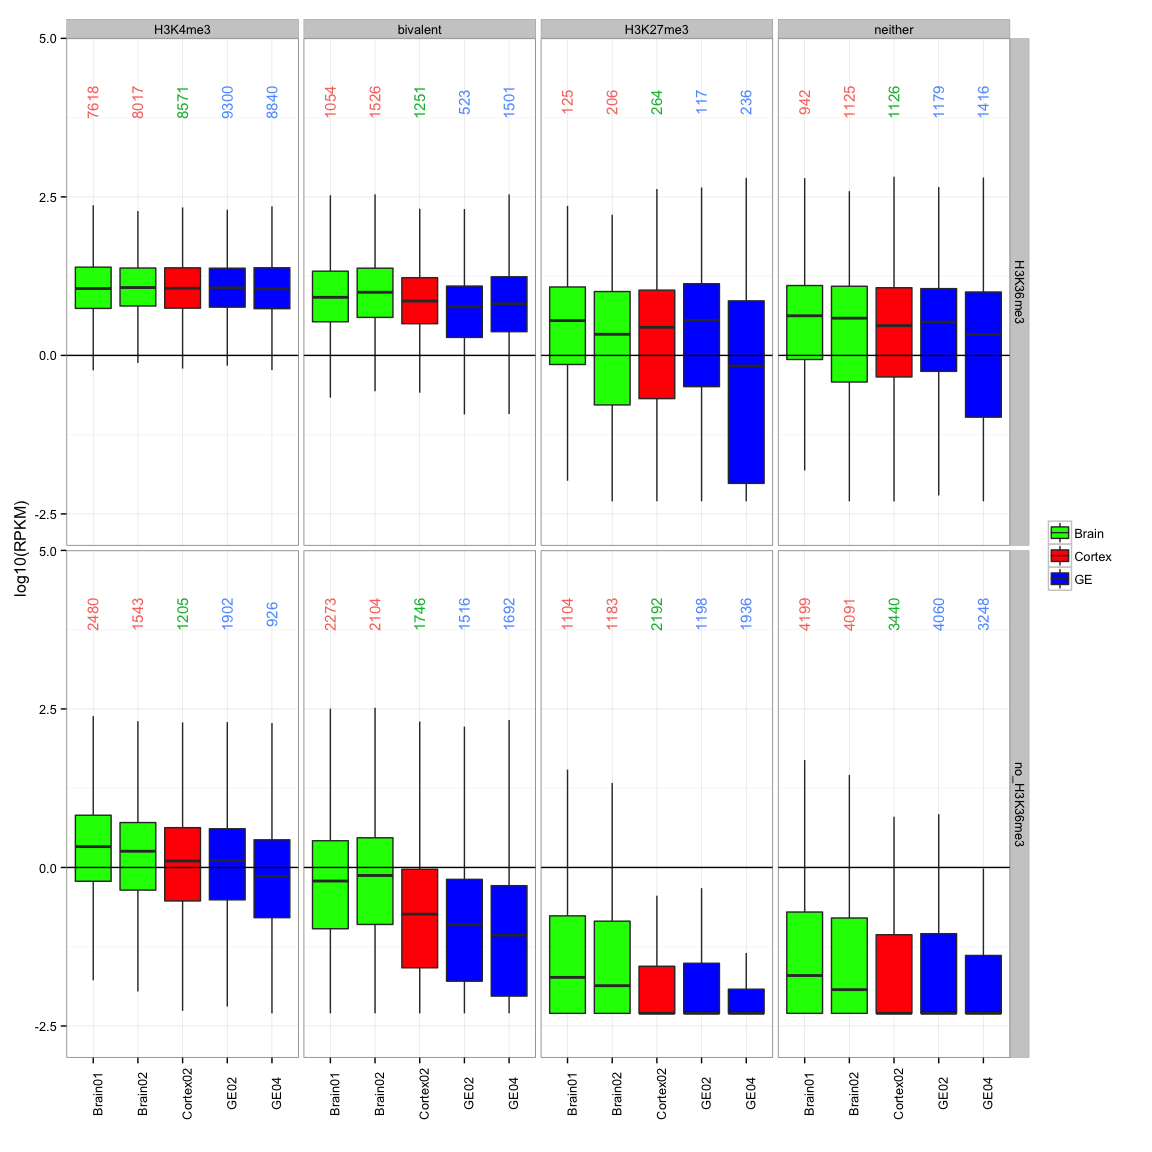 H3K4me3 bivalent H3K27me3 neither
5.0
7618 8017 8571 9300 8840 1054 1526 1251 523 1501 125 206 264 117 236 942 1125 1126 1179 1416
2.5
H3K36me3
0.0
-2.5
log10(RPKM)
Brain
Cortex
GE
5.0
2480 1543 1205 1902 926 2273 2104 1746 1516 1692 1104 1183 2192 1198 1936 4199 4091 3440 4060 3248
2.5
no_H3K36me3
0.0
-2.5
Brain01 Brain02 Cortex02 GE02 GE04 Brain01 Brain02 Cortex02 GE02 GE04 Brain01 Brain02 Cortex02 GE02 GE04 Brain01 Brain02 Cortex02 GE02 GE04